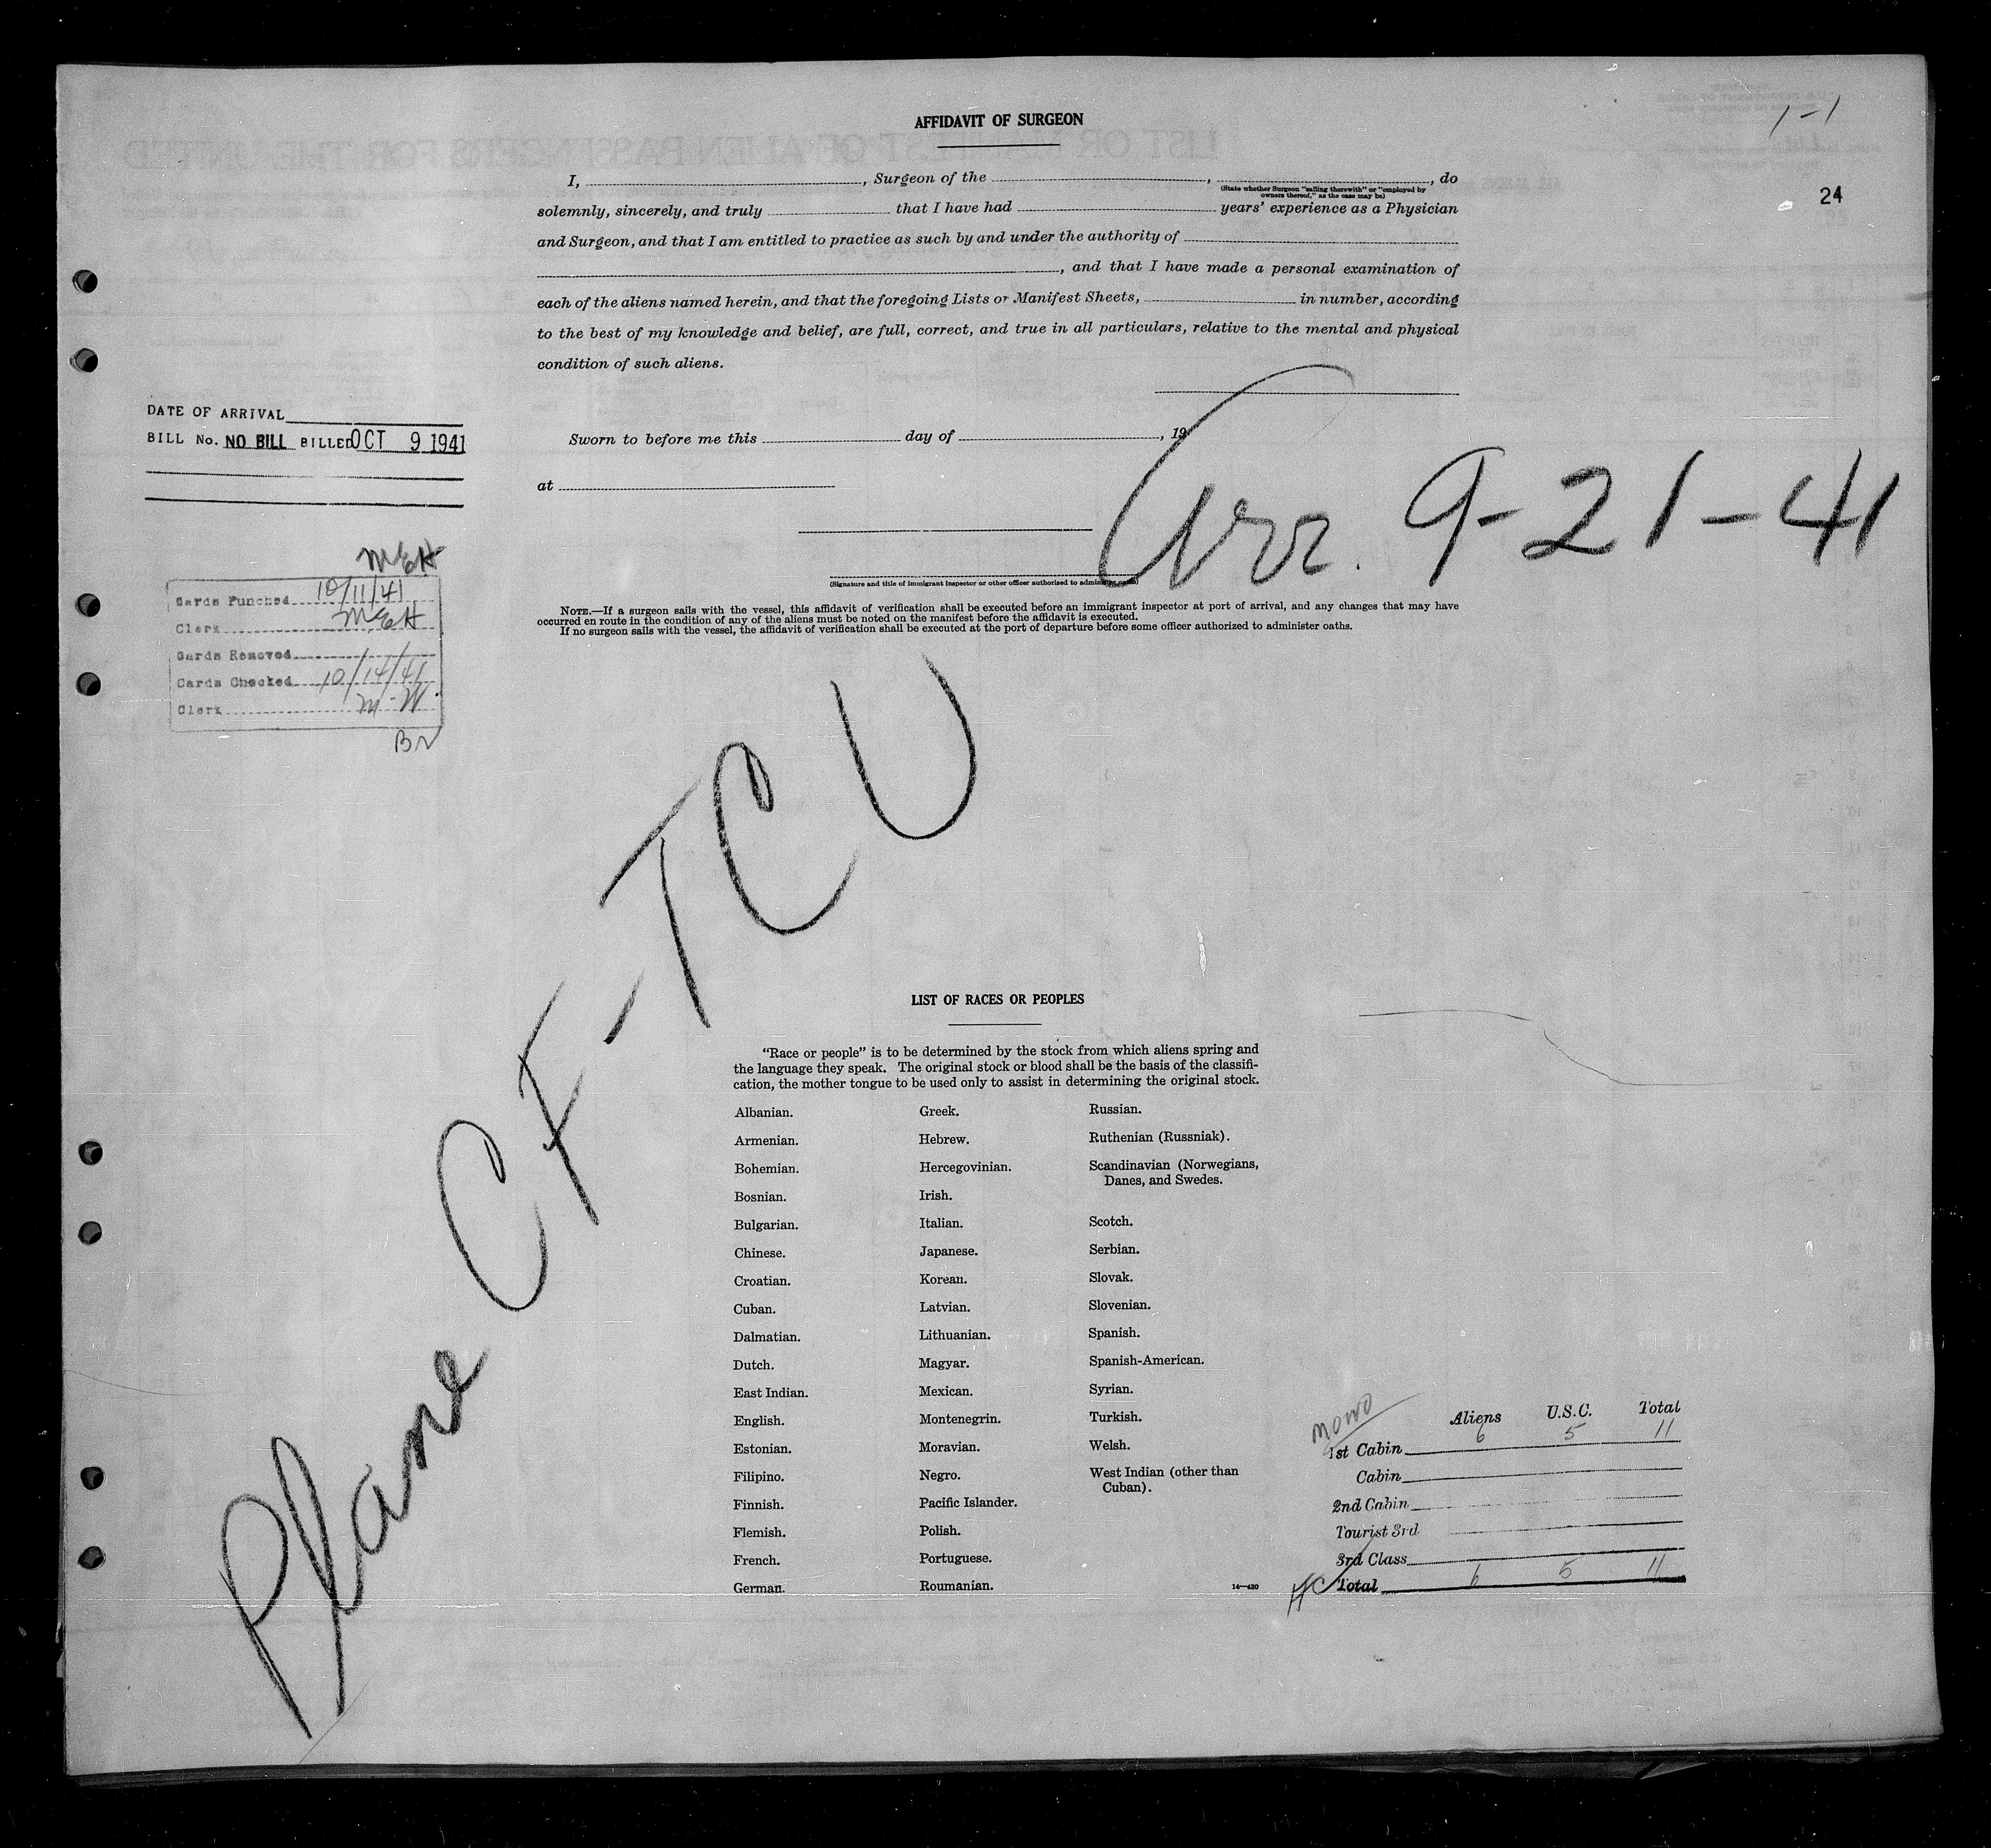 1-1
24
AFFIDAVIT OF SURGEON
I, , Surgeon of the , , do
(State whether Surgeon "sailing therewith" or "employed by
owners thereof," as the case may be)
solemnly, sincerely, and truly that I have had years' experience as a Physician
and Surgeon, and that I am entitled to practice as such by and under the authority of
, and that I have made a personal examination of
each of the aliens named herein, and that the foregoing Lists or Manifest Sheets, in number, according
to the best of my knowledge and belief, are full, correct, and true in all particulars, relative to the mental and physical
condition of such aliens.
DATE OF ARRIVAL
BILL No. NO BILL BILLED OCT 9 1941
Sworn to before me this day of , 19
at
Arr. 9-21-41
(Signature and title of immigrant inspector or other officer authorized to administer oaths)
NOTE.—If a surgeon sails with the vessel, this affidavit of verification shall be executed before an immigrant inspector at port of arrival, and any changes that may have
occurred en route in the condition of any of the aliens must be noted on the manifest before the affidavit is executed.
If no surgeon sails with the vessel, the affidavit of verification shall be executed at the port of departure before some officer authorized to administer oaths.
MEH
Cards Punched 10/11/41
Clerk MEH
Cards Removed
Cards Checked 10/14/41
Clerk M-W.
Plane CF-TCU
LIST OF RACES OR PEOPLES
"Race or people" is to be determined by the stock from which aliens spring and
the language they speak. The original stock or blood shall be the basis of the classifi-
cation, the mother tongue to be used only to assist in determining the original stock.
Albanian.
Armenian.
Bohemian.
Bosnian.
Bulgarian.
Chinese.
Croatian.
Cuban.
Dalmatian.
Dutch.
East Indian.
English.
Estonian.
Filipino.
Finnish.
Flemish.
French.
German.
Greek.
Hebrew.
Hercegovinian.
Irish.
Italian.
Japanese.
Korean.
Latvian.
Lithuanian.
Magyar.
Mexican.
Montenegrin.
Moravian.
Negro.
Pacific Islander.
Polish.
Portuguese.
Roumanian.
Russian.
Ruthenian (Russniak).
Scandinavian (Norwegians,
Danes, and Swedes.
Scotch.
Serbian.
Slovak.
Slovenian.
Spanish.
Spanish-American.
Syrian.
Turkish.
Welsh.
West Indian (other than
Cuban).
14—430
Aliens U.S.C. Total
1st Cabin 6 5 11
Cabin
2nd Cabin
Tourist 3rd
3rd Class
Total 6 5 11